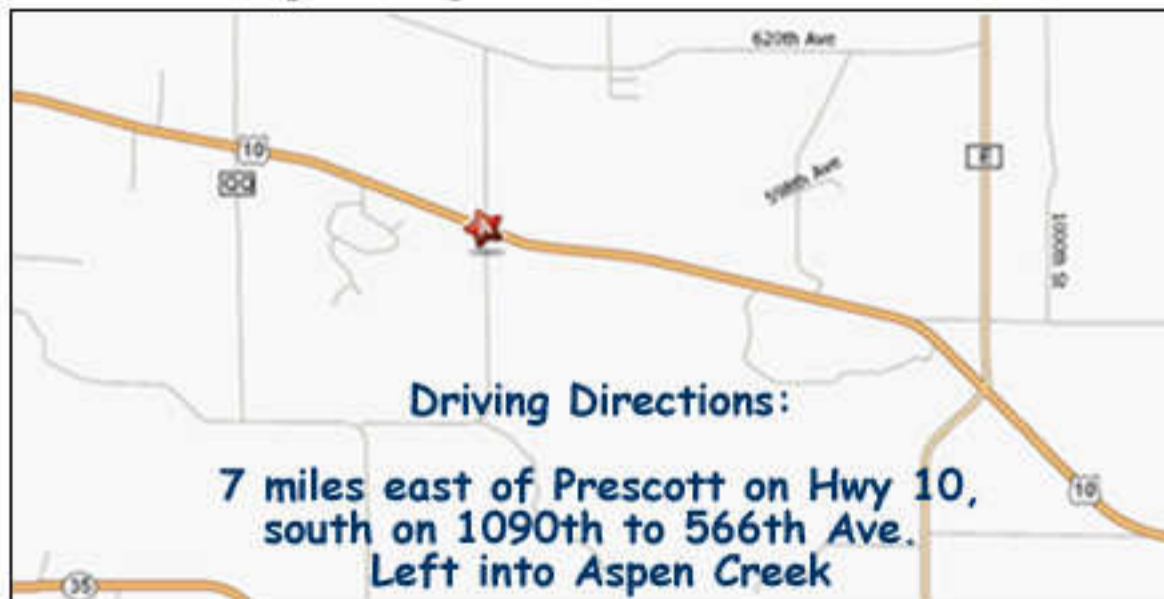 620th Ave
10
QQ
598th Ave
F
1000th St
Driving Directions:
7 miles east of Prescott on Hwy 10,
south on 1090th to 566th Ave.
Left into Aspen Creek
10
35